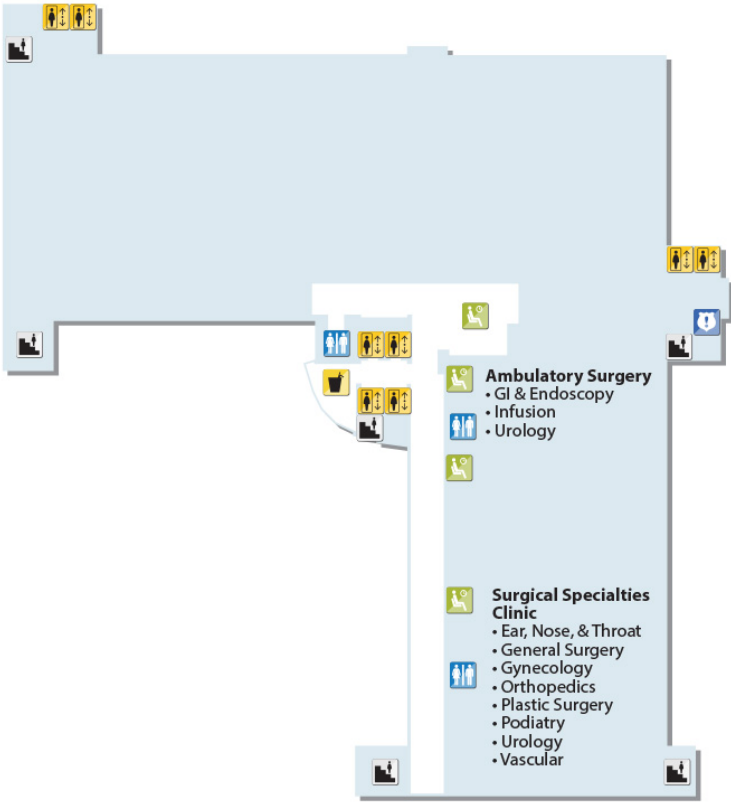 Ambulatory Surgery
• GI & Endoscopy
• Infusion
• Urology
Surgical Specialties
Clinic
• Ear, Nose, & Throat
• General Surgery
• Gynecology
• Orthopedics
• Plastic Surgery
• Podiatry
• Urology
• Vascular